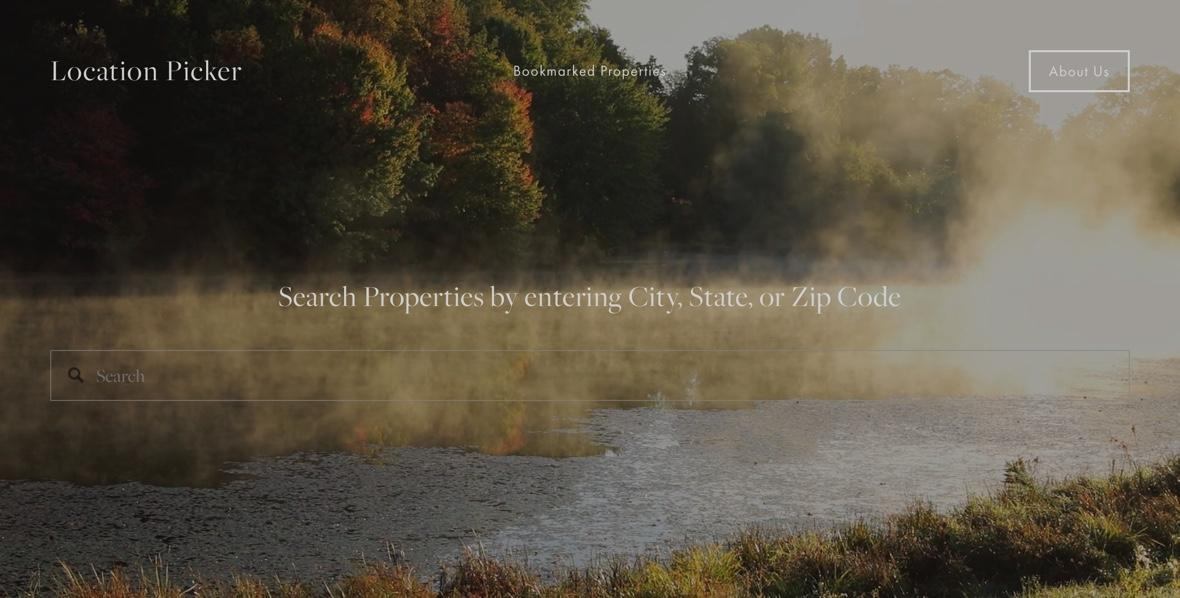 Location Picker
Bookmarked Properties
About Us
Search Properties by entering City, State, or Zip Code
Search